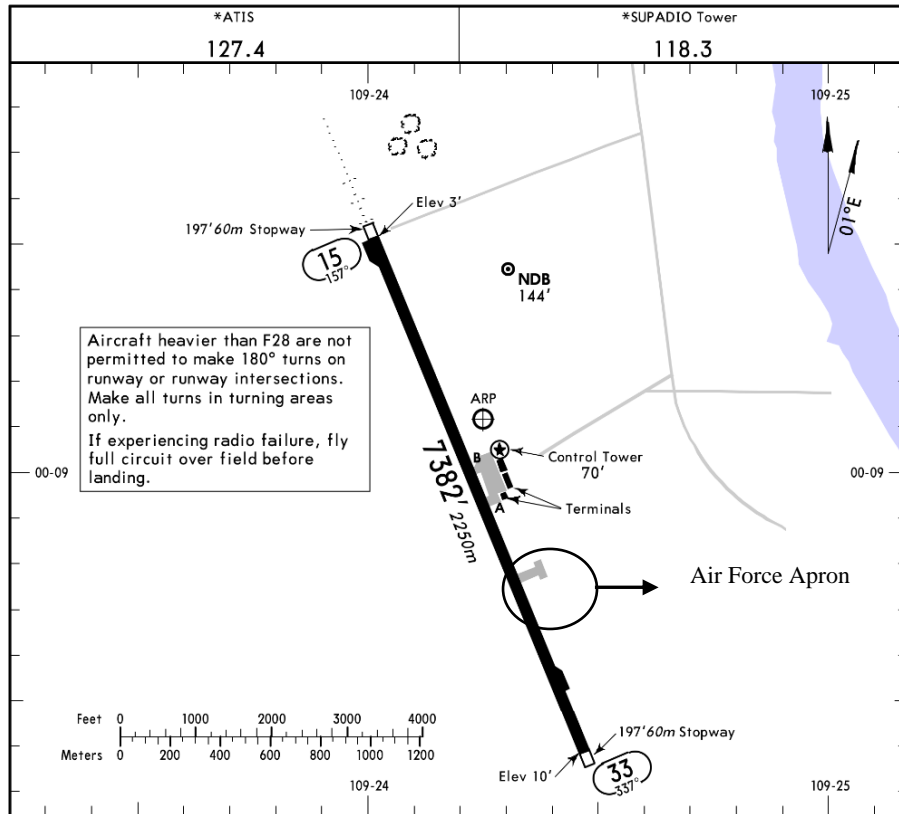 *ATIS
127.4
*SUPADIO Tower
118.3
109-24
109-25
01°E
Elev 3'
197' 60m Stopway
15
157°
NDB
144'
Aircraft heavier than F28 are not
permitted to make 180° turns on
runway or runway intersections.
Make all turns in turning areas
only.
If experiencing radio failure, fly
full circuit over field before
landing.
ARP
B
Control Tower
00-09
70'
00-09
7382' 2250m
A
Terminals
Air Force Apron
Feet 0 1000 2000 3000 4000
Meters 0 200 400 600 800 1000 1200
197' 60m Stopway
Elev 10'
33
337°
109-24
109-25